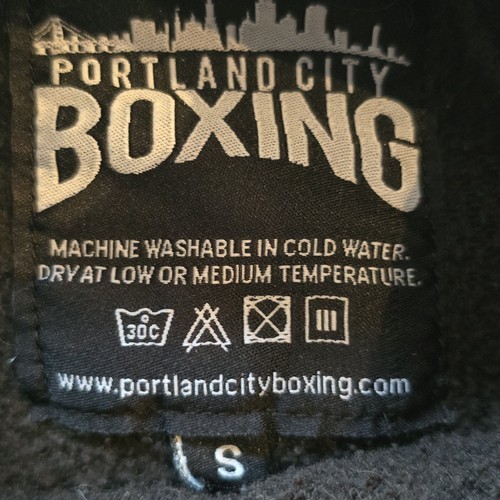 PORTLAND CITY
BOXING
MACHINE WASHABLE IN COLD WATER.
DRY AT LOW OR MEDIUM TEMPERATURE.
30C
www.portlandcityboxing.com
S